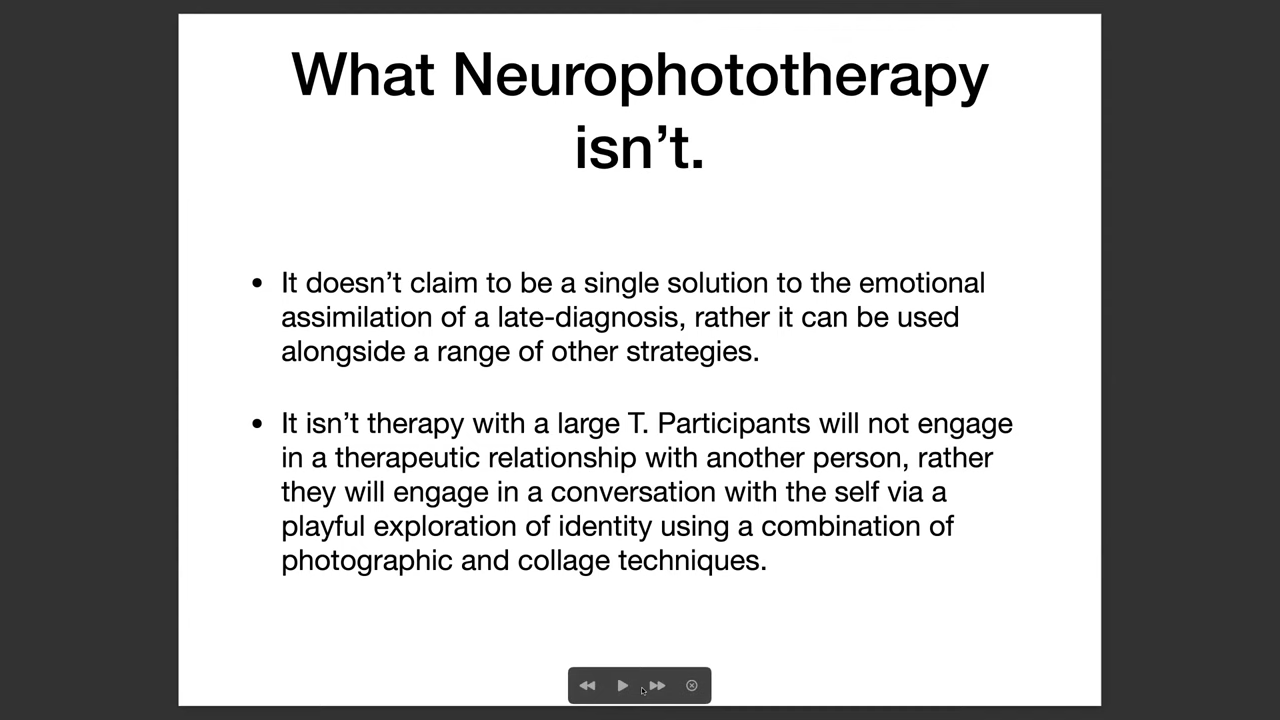 What Neurophototherapy
isn’t.
• It doesn’t claim to be a single solution to the emotional
assimilation of a late-diagnosis, rather it can be used
alongside a range of other strategies.
• It isn’t therapy with a large T. Participants will not engage
in a therapeutic relationship with another person, rather
they will engage in a conversation with the self via a
playful exploration of identity using a combination of
photographic and collage techniques.